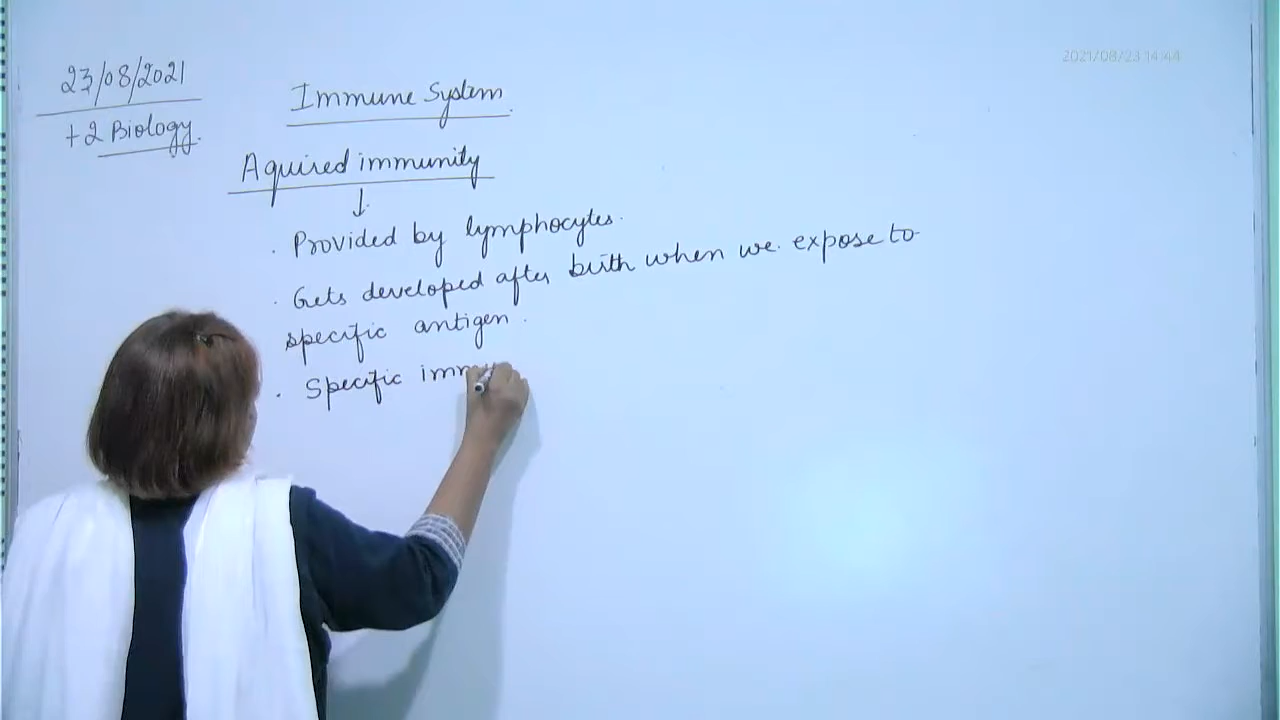 2021/08/23 14:44
23/08/2021
+2 Biology.
Immune System
Aquired immunity
. Provided by lymphocytes.
. Gets developed after birth when we expose to
specific antigen.
. Specific imm